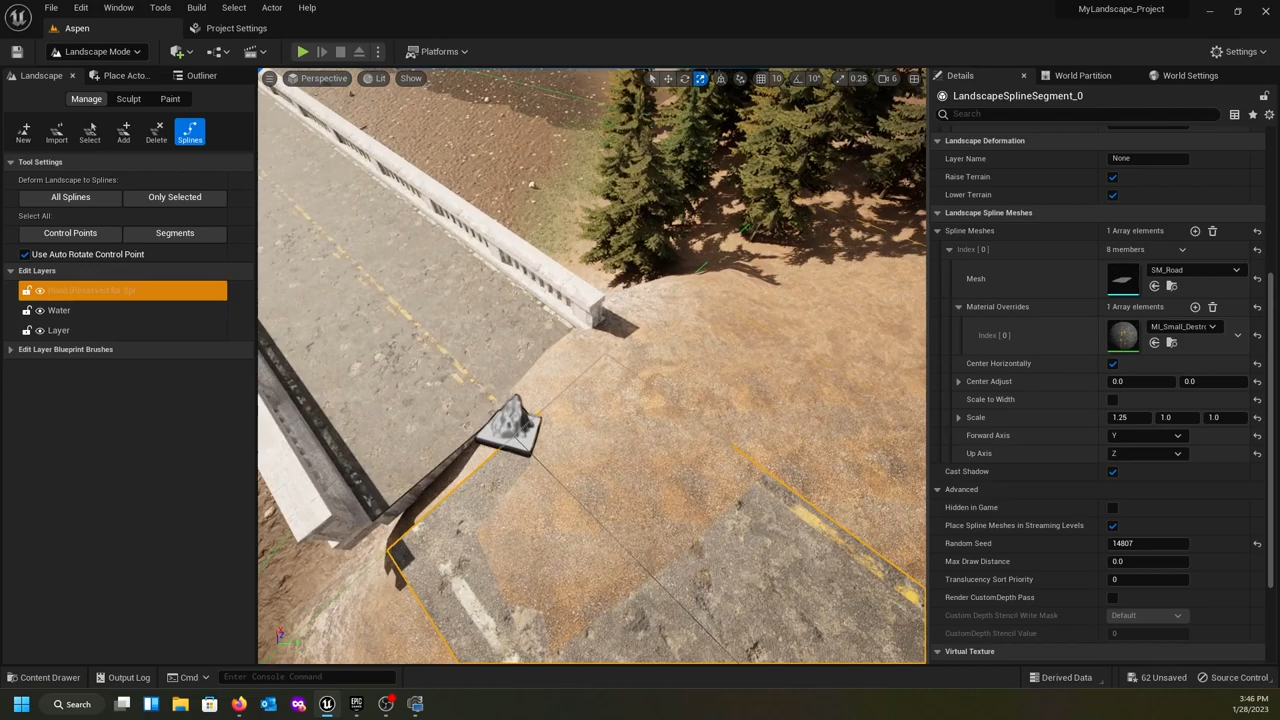 File Edit Window Tools Build Select Actor Help
MyLandscape_Project
Aspen
Project Settings
Landscape Mode
Platforms
Settings
Landscape
Place Acto...
Outliner
Manage Sculpt Paint
New Import Select Add Delete Splines
Tool Settings
Deform Landscape to Splines:
All Splines Only Selected
Select All:
Control Points Segments
Use Auto Rotate Control Point
Edit Layers
Water
Layer
Edit Layer Blueprint Brushes
Perspective Lit Show
10 10° 0.25 6
Details
World Partition
World Settings
LandscapeSplineSegment_0
Search
Landscape Deformation
Layer Name None
Raise Terrain
Lower Terrain
Landscape Spline Meshes
Spline Meshes 1 Array elements
Index [ 0 ] 8 members
Mesh SM_Road
Material Overrides 1 Array elements
Index [ 0 ] MI_Small_Destr
Center Horizontally
Center Adjust 0.0 0.0
Scale to Width
Scale 1.25 1.0 1.0
Forward Axis Y
Up Axis Z
Cast Shadow
Advanced
Hidden in Game
Place Spline Meshes in Streaming Levels
Random Seed 14807
Max Draw Distance 0.0
Translucency Sort Priority 0
Render CustomDepth Pass
Custom Depth Stencil Write Mask Default
CustomDepth Stencil Value 0
Virtual Texture
Z
Content Drawer Output Log Cmd Enter Console Command
Derived Data 62 Unsaved Source Control
Search
EPIC
GAMES
3:46 PM
1/28/2023